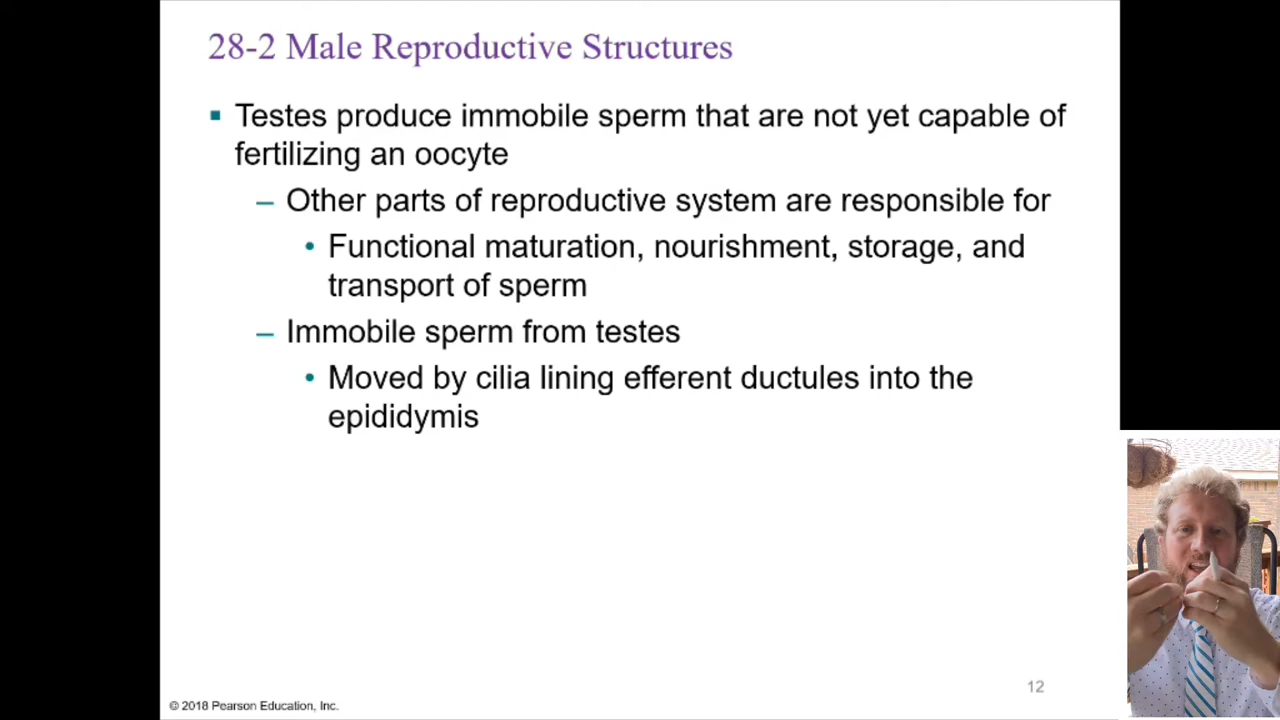 28-2 Male Reproductive Structures
▪ Testes produce immobile sperm that are not yet capable of
fertilizing an oocyte
– Other parts of reproductive system are responsible for
• Functional maturation, nourishment, storage, and
transport of sperm
– Immobile sperm from testes
• Moved by cilia lining efferent ductules into the
epididymis
12
© 2018 Pearson Education, Inc.